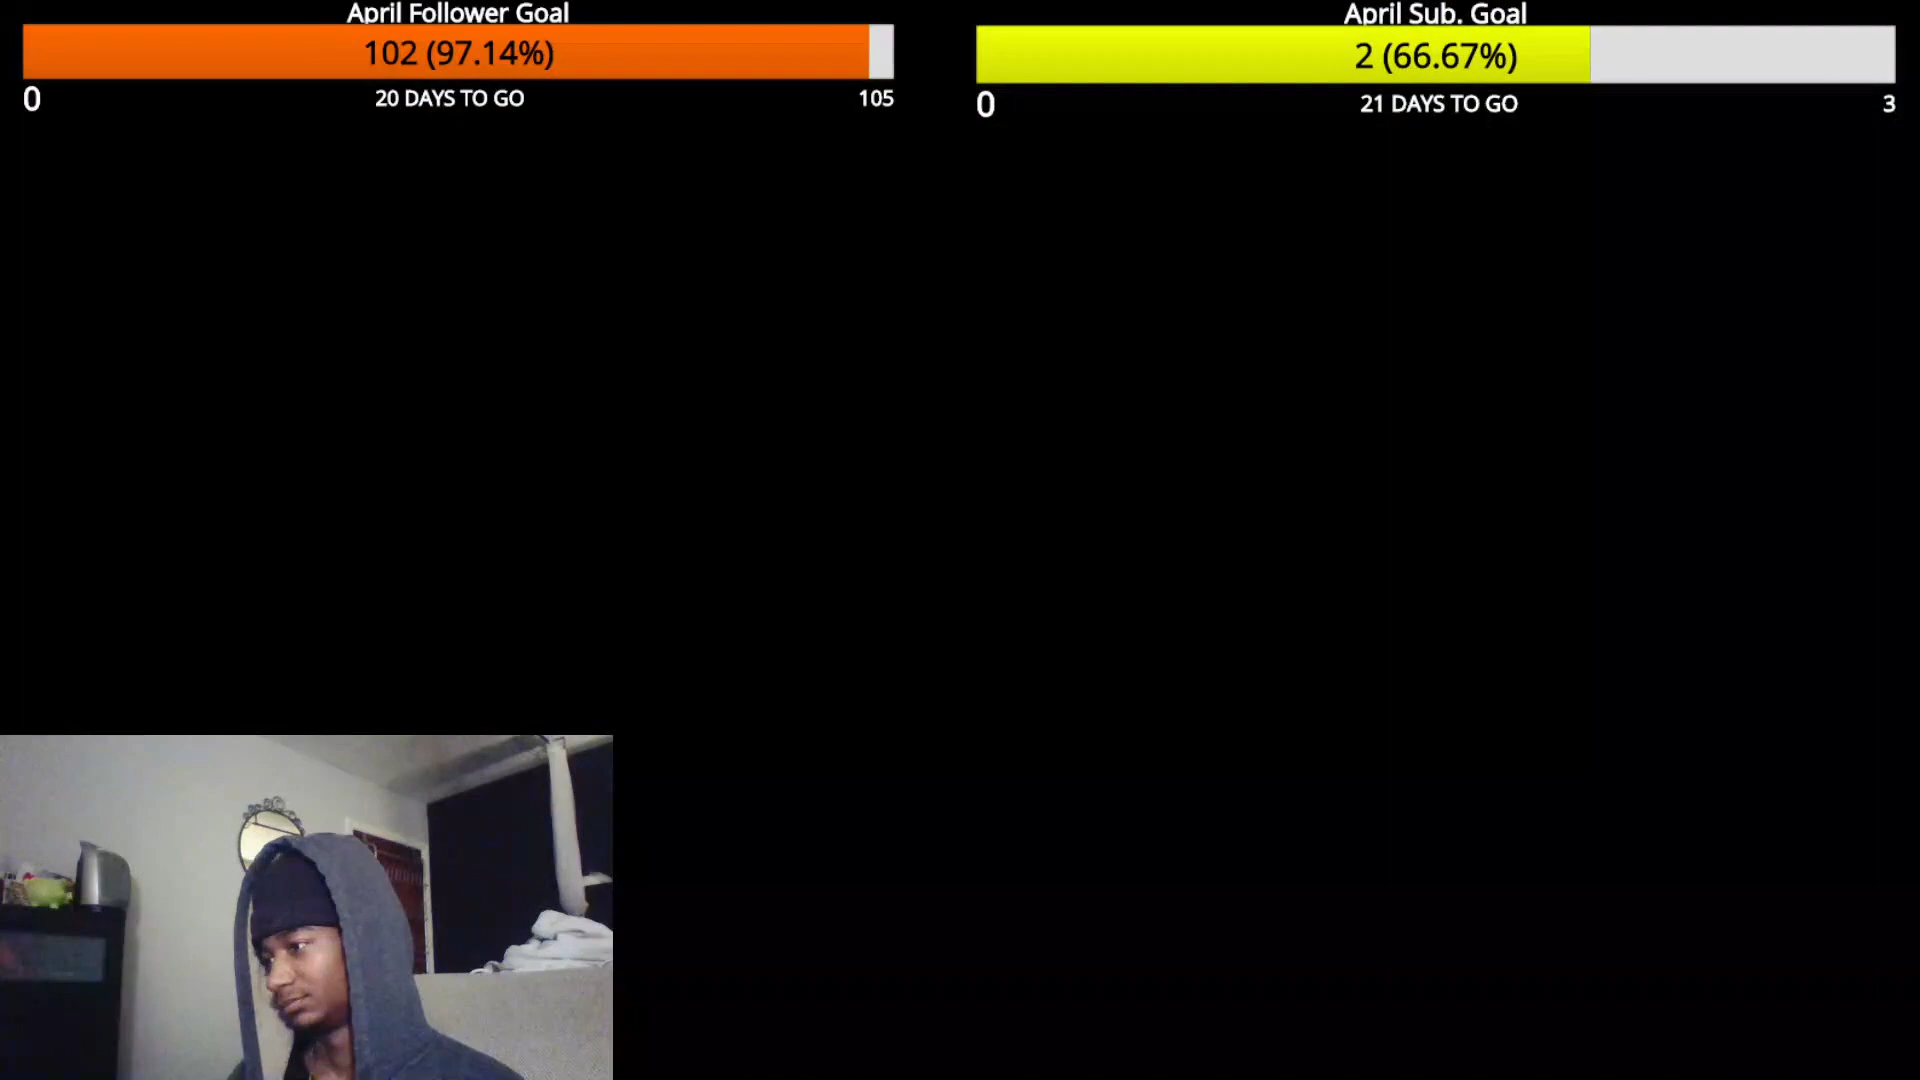 April Follower Goal
102 (97.14%)
0
20 DAYS TO GO
105
April Sub. Goal
2 (66.67%)
0
21 DAYS TO GO
3